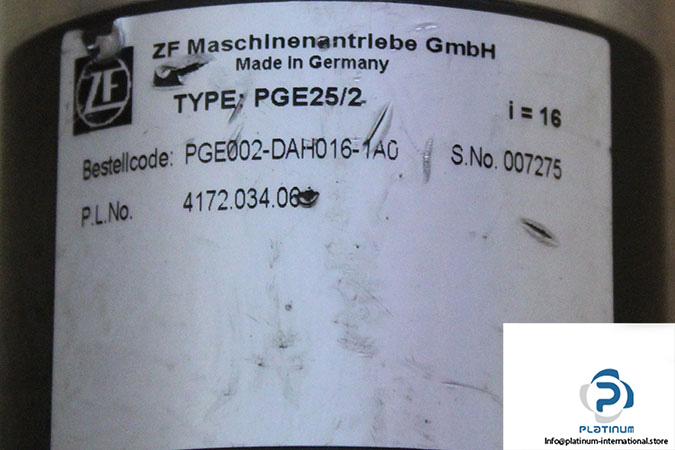 ZF Maschinenantriebe GmbH
Made in Germany
ZF
TYPE: PGE25/2
i = 16
Bestellcode: PGE002-DAH016-1A0
S.No. 007275
P.L.No. 4172.034.06
P
PLATINUM
Info@platinum-international.store